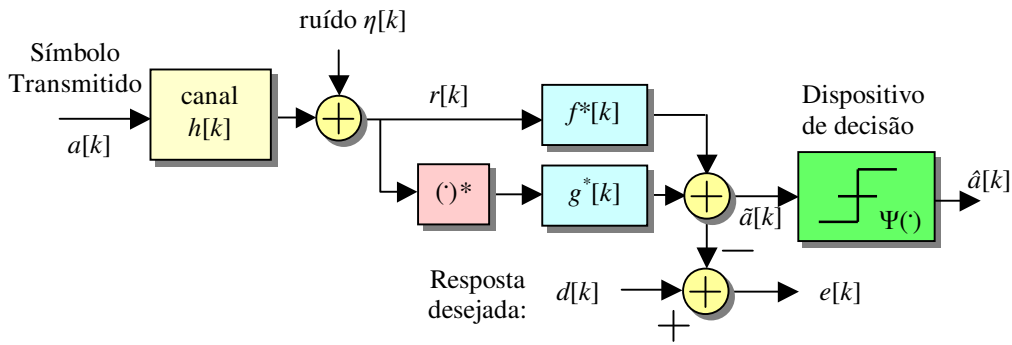 ruído η[k]
Símbolo
Transmitido
a[k]
canal
h[k]
r[k]
f*[k]
(·)*
g*[k]
Dispositivo
de decisão
ã[k]
Ψ(·)
â[k]
Resposta
desejada:
d[k]
e[k]